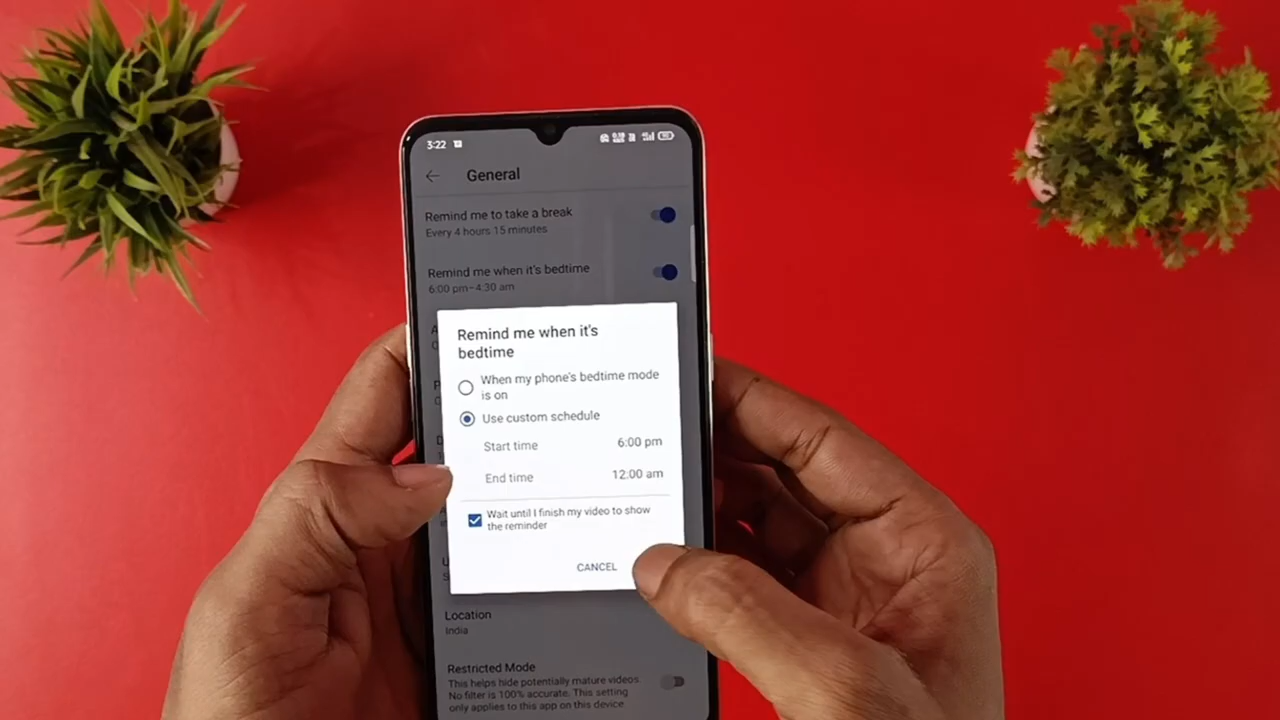 3:22
General
Remind me to take a break
Every 4 hours 15 minutes
Remind me when it's bedtime
6:00 pm–4:30 am
Remind me when it's
bedtime
When my phone's bedtime mode
is on
Use custom schedule
Start time 6:00 pm
End time 12:00 am
Wait until I finish my video to show
the reminder
CANCEL
Location
India
Restricted Mode
This helps hide potentially mature videos.
No filter is 100% accurate. This setting
only applies to this app on this device